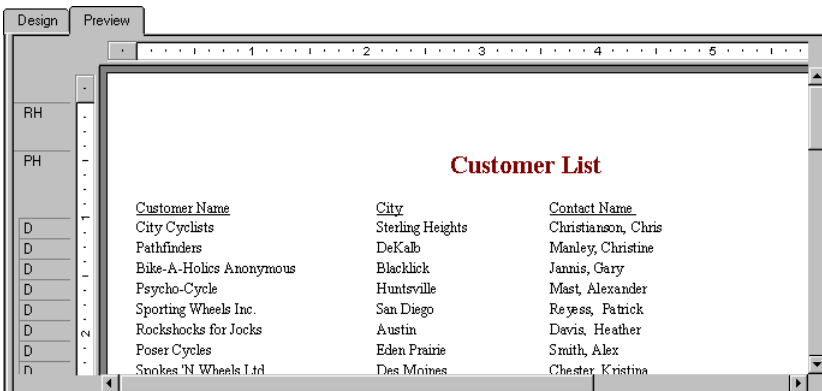 Design Preview
1 2 3 4 5
RH
PH Customer List
Customer Name City Contact Name
D City Cyclists Sterling Heights Christianson, Chris
D Pathfinders DeKalb Manley, Christine
D Bike-A-Holics Anonymous Blacklick Jannis, Gary
D Psycho-Cycle Huntsville Mast, Alexander
D Sporting Wheels Inc. San Diego Reyess, Patrick
D Rockshocks for Jocks Austin Davis, Heather
D Poser Cycles Eden Prairie Smith, Alex
D Spokes 'N Wheels Ltd Des Moines Chester, Kristina
1
2